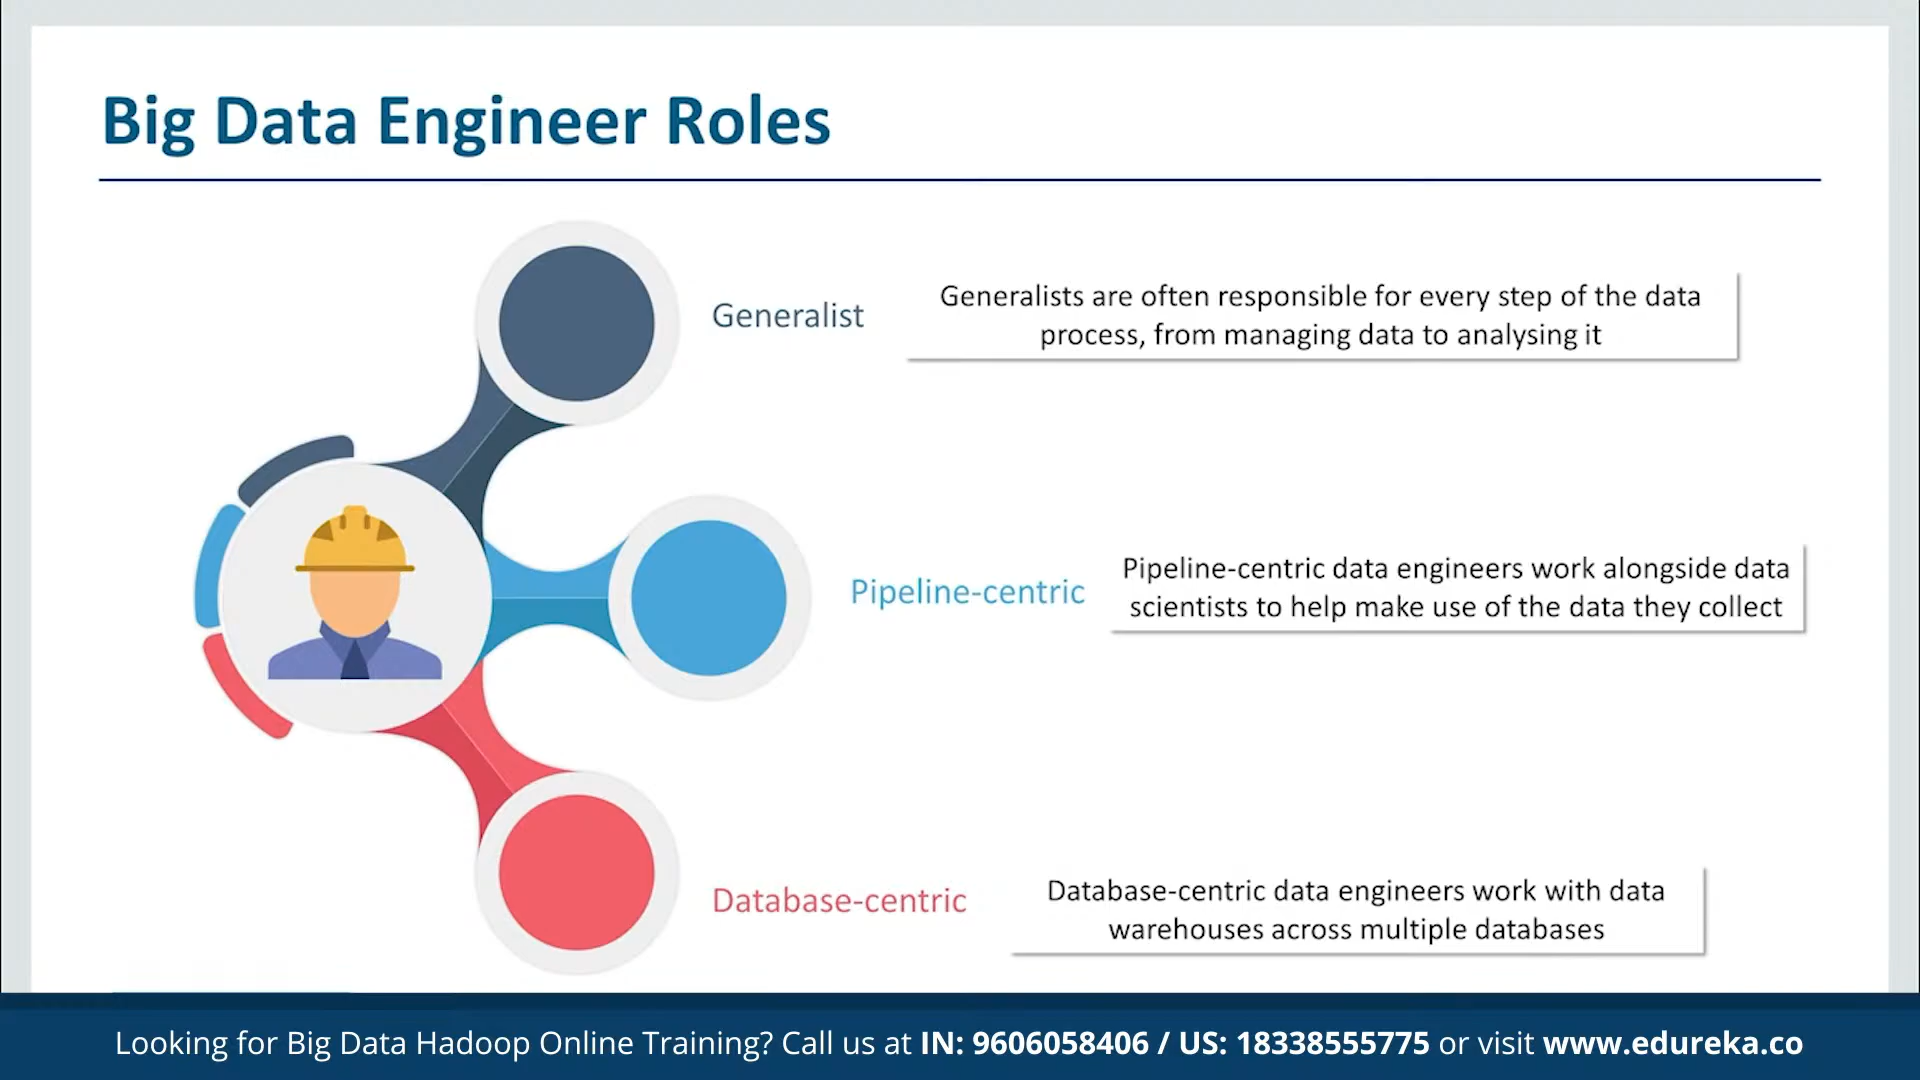 Big Data Engineer Roles
Generalist
Generalists are often responsible for every step of the data
process, from managing data to analysing it
Pipeline-centric
Pipeline-centric data engineers work alongside data
scientists to help make use of the data they collect
Database-centric
Database-centric data engineers work with data
warehouses across multiple databases
Looking for Big Data Hadoop Online Training? Call us at IN: 9606058406 / US: 18338555775 or visit www.edureka.co